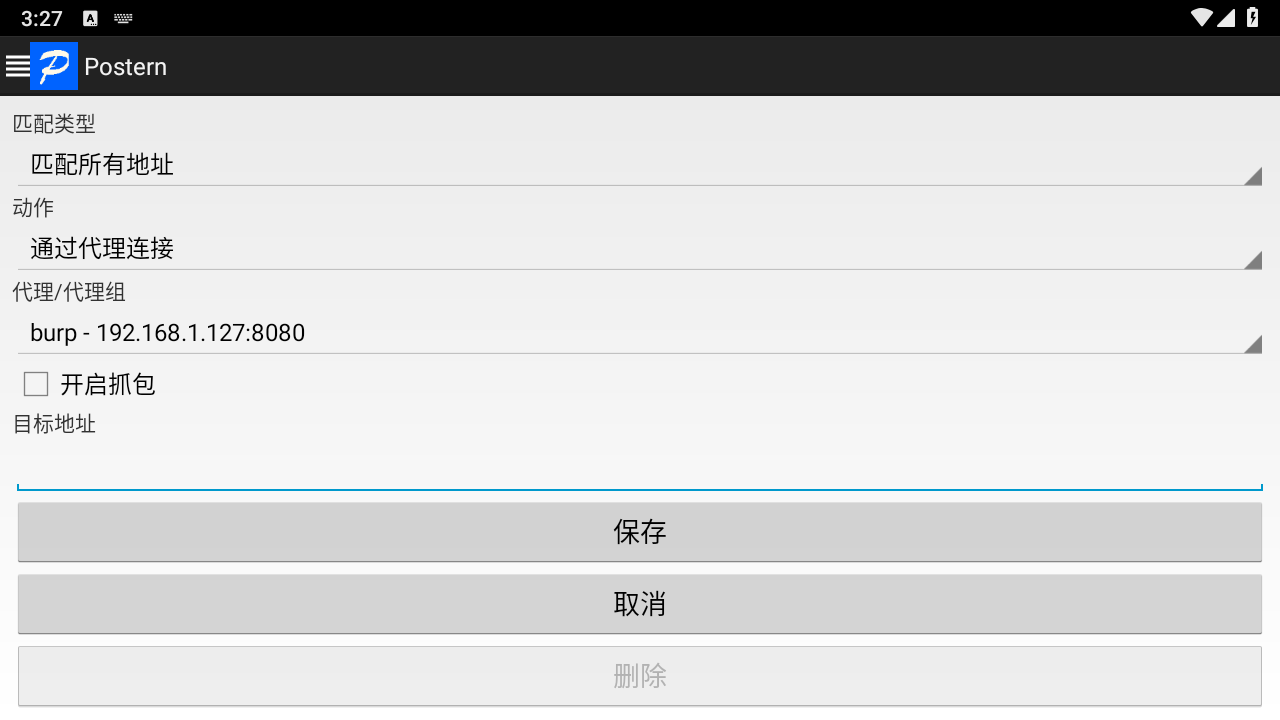 3:27
Postern
匹配类型
匹配所有地址
动作
通过代理连接
代理/代理组
burp - 192.168.1.127:8080
开启抓包
目标地址
保存
取消
删除